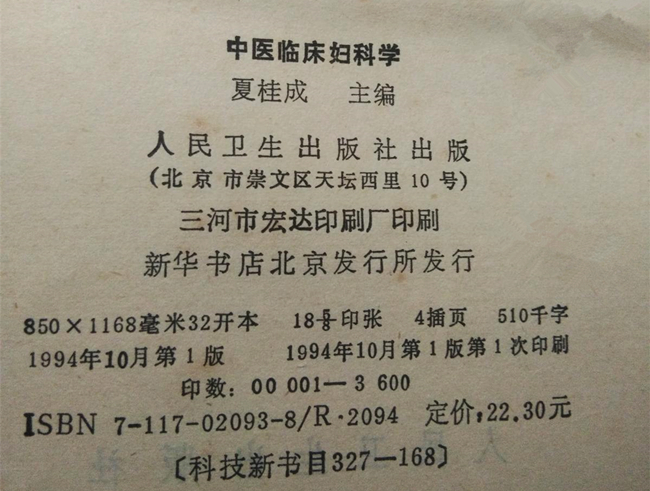 中医临床妇科学
夏桂成 主编
人民卫生出版社出版
(北京市崇文区天坛西里10号)
三河市宏达印刷厂印刷
新华书店北京发行所发行
850×1168毫米32开本 18 印张 4插页 510千字
1994年10月第1版 1994年10月第1版第1次印刷
印数:00 001—3 600
ISBN 7-117-02093-8/R·2094 定价:22.30元
〔科技新书目327—168〕